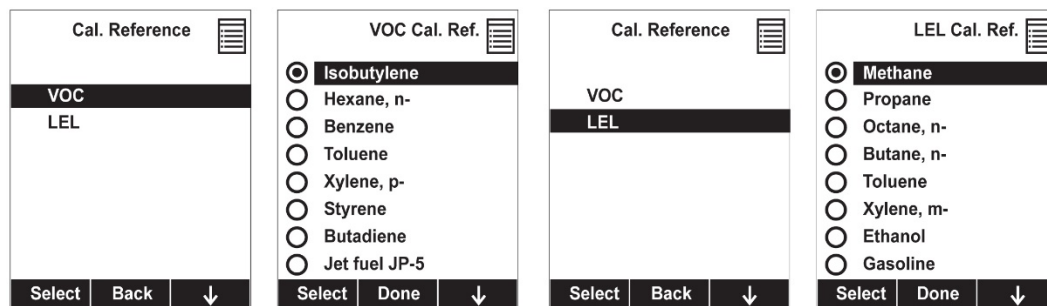 Cal. Reference
VOC
LEL
Select Back ↓
VOC Cal. Ref.
Isobutylene
Hexane, n-
Benzene
Toluene
Xylene, p-
Styrene
Butadiene
Jet fuel JP-5
Select Done ↓
Cal. Reference
VOC
LEL
Select Back ↓
LEL Cal. Ref.
Methane
Propane
Octane, n-
Butane, n-
Toluene
Xylene, m-
Ethanol
Gasoline
Select Done ↓